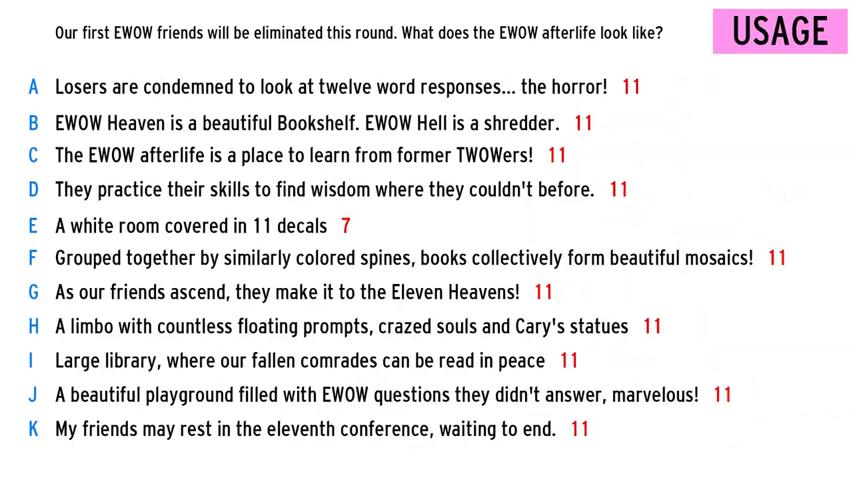 Our first EWOW friends will be eliminated this round. What does the EWOW afterlife look like?
USAGE
A Losers are condemned to look at twelve word responses... the horror! 11
B EWOW Heaven is a beautiful Bookshelf. EWOW Hell is a shredder. 11
C The EWOW afterlife is a place to learn from former TWOWers! 11
D They practice their skills to find wisdom where they couldn't before. 11
E A white room covered in 11 decals 7
F Grouped together by similarly colored spines, books collectively form beautiful mosaics! 11
G As our friends ascend, they make it to the Eleven Heavens! 11
H A limbo with countless floating prompts, crazed souls and Cary's statues 11
I Large library, where our fallen comrades can be read in peace 11
J A beautiful playground filled with EWOW questions they didn't answer, marvelous! 11
K My friends may rest in the eleventh conference, waiting to end. 11